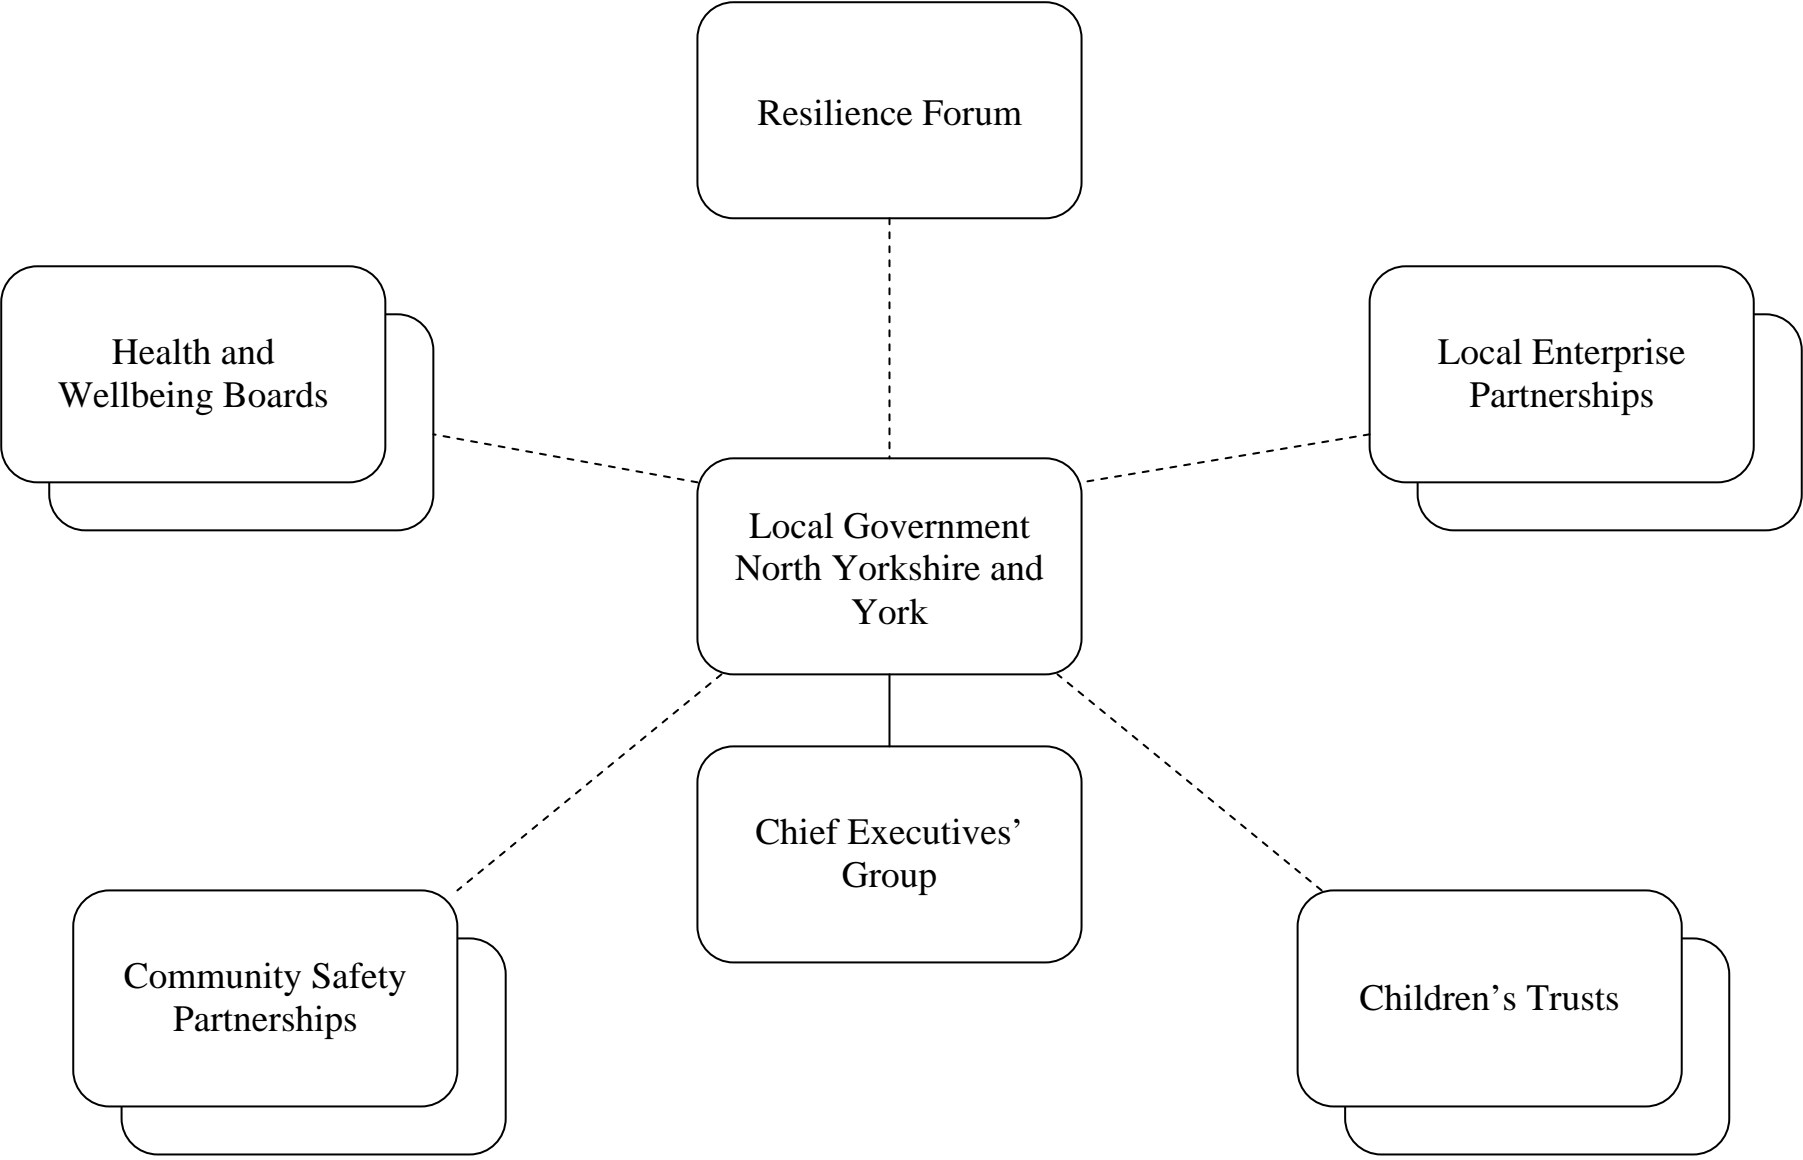 Resilience Forum
Health and
Wellbeing Boards
Local Enterprise
Partnerships
Local Government
North Yorkshire and
York
Chief Executives’
Group
Community Safety
Partnerships
Children’s Trusts